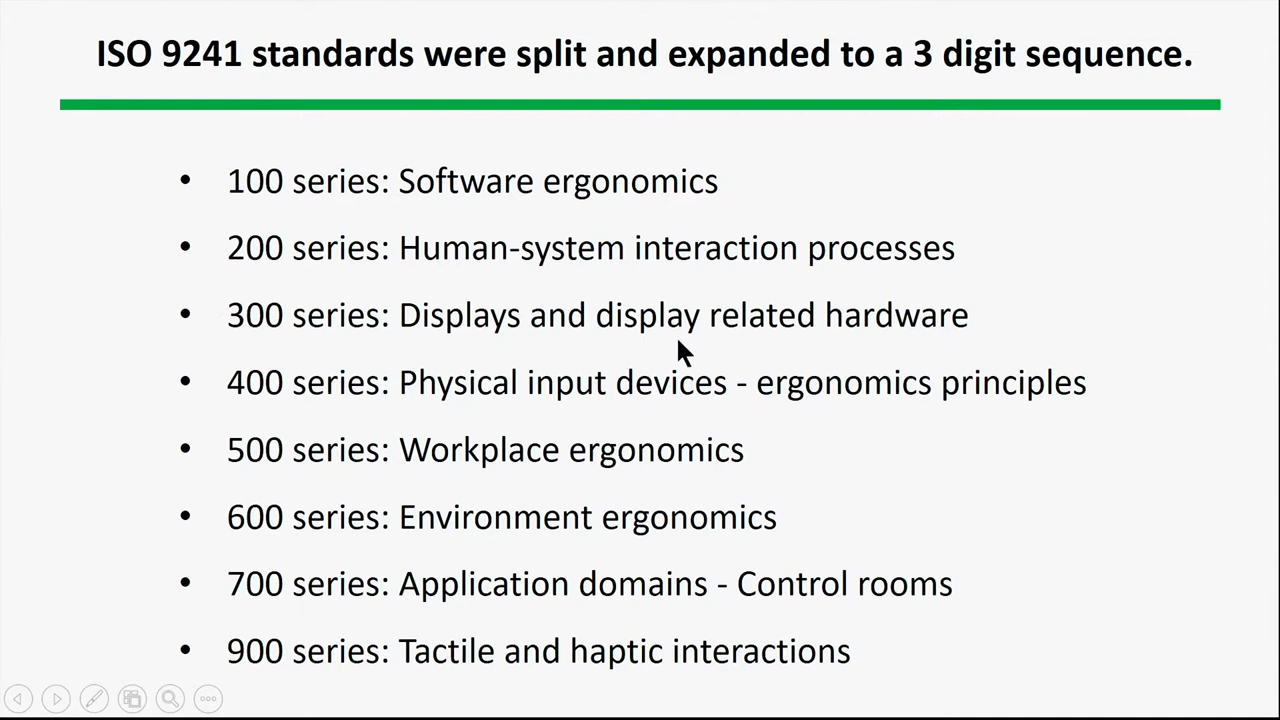 ISO 9241 standards were split and expanded to a 3 digit sequence.
• 100 series: Software ergonomics
• 200 series: Human-system interaction processes
• 300 series: Displays and display related hardware
• 400 series: Physical input devices - ergonomics principles
• 500 series: Workplace ergonomics
• 600 series: Environment ergonomics
• 700 series: Application domains - Control rooms
• 900 series: Tactile and haptic interactions